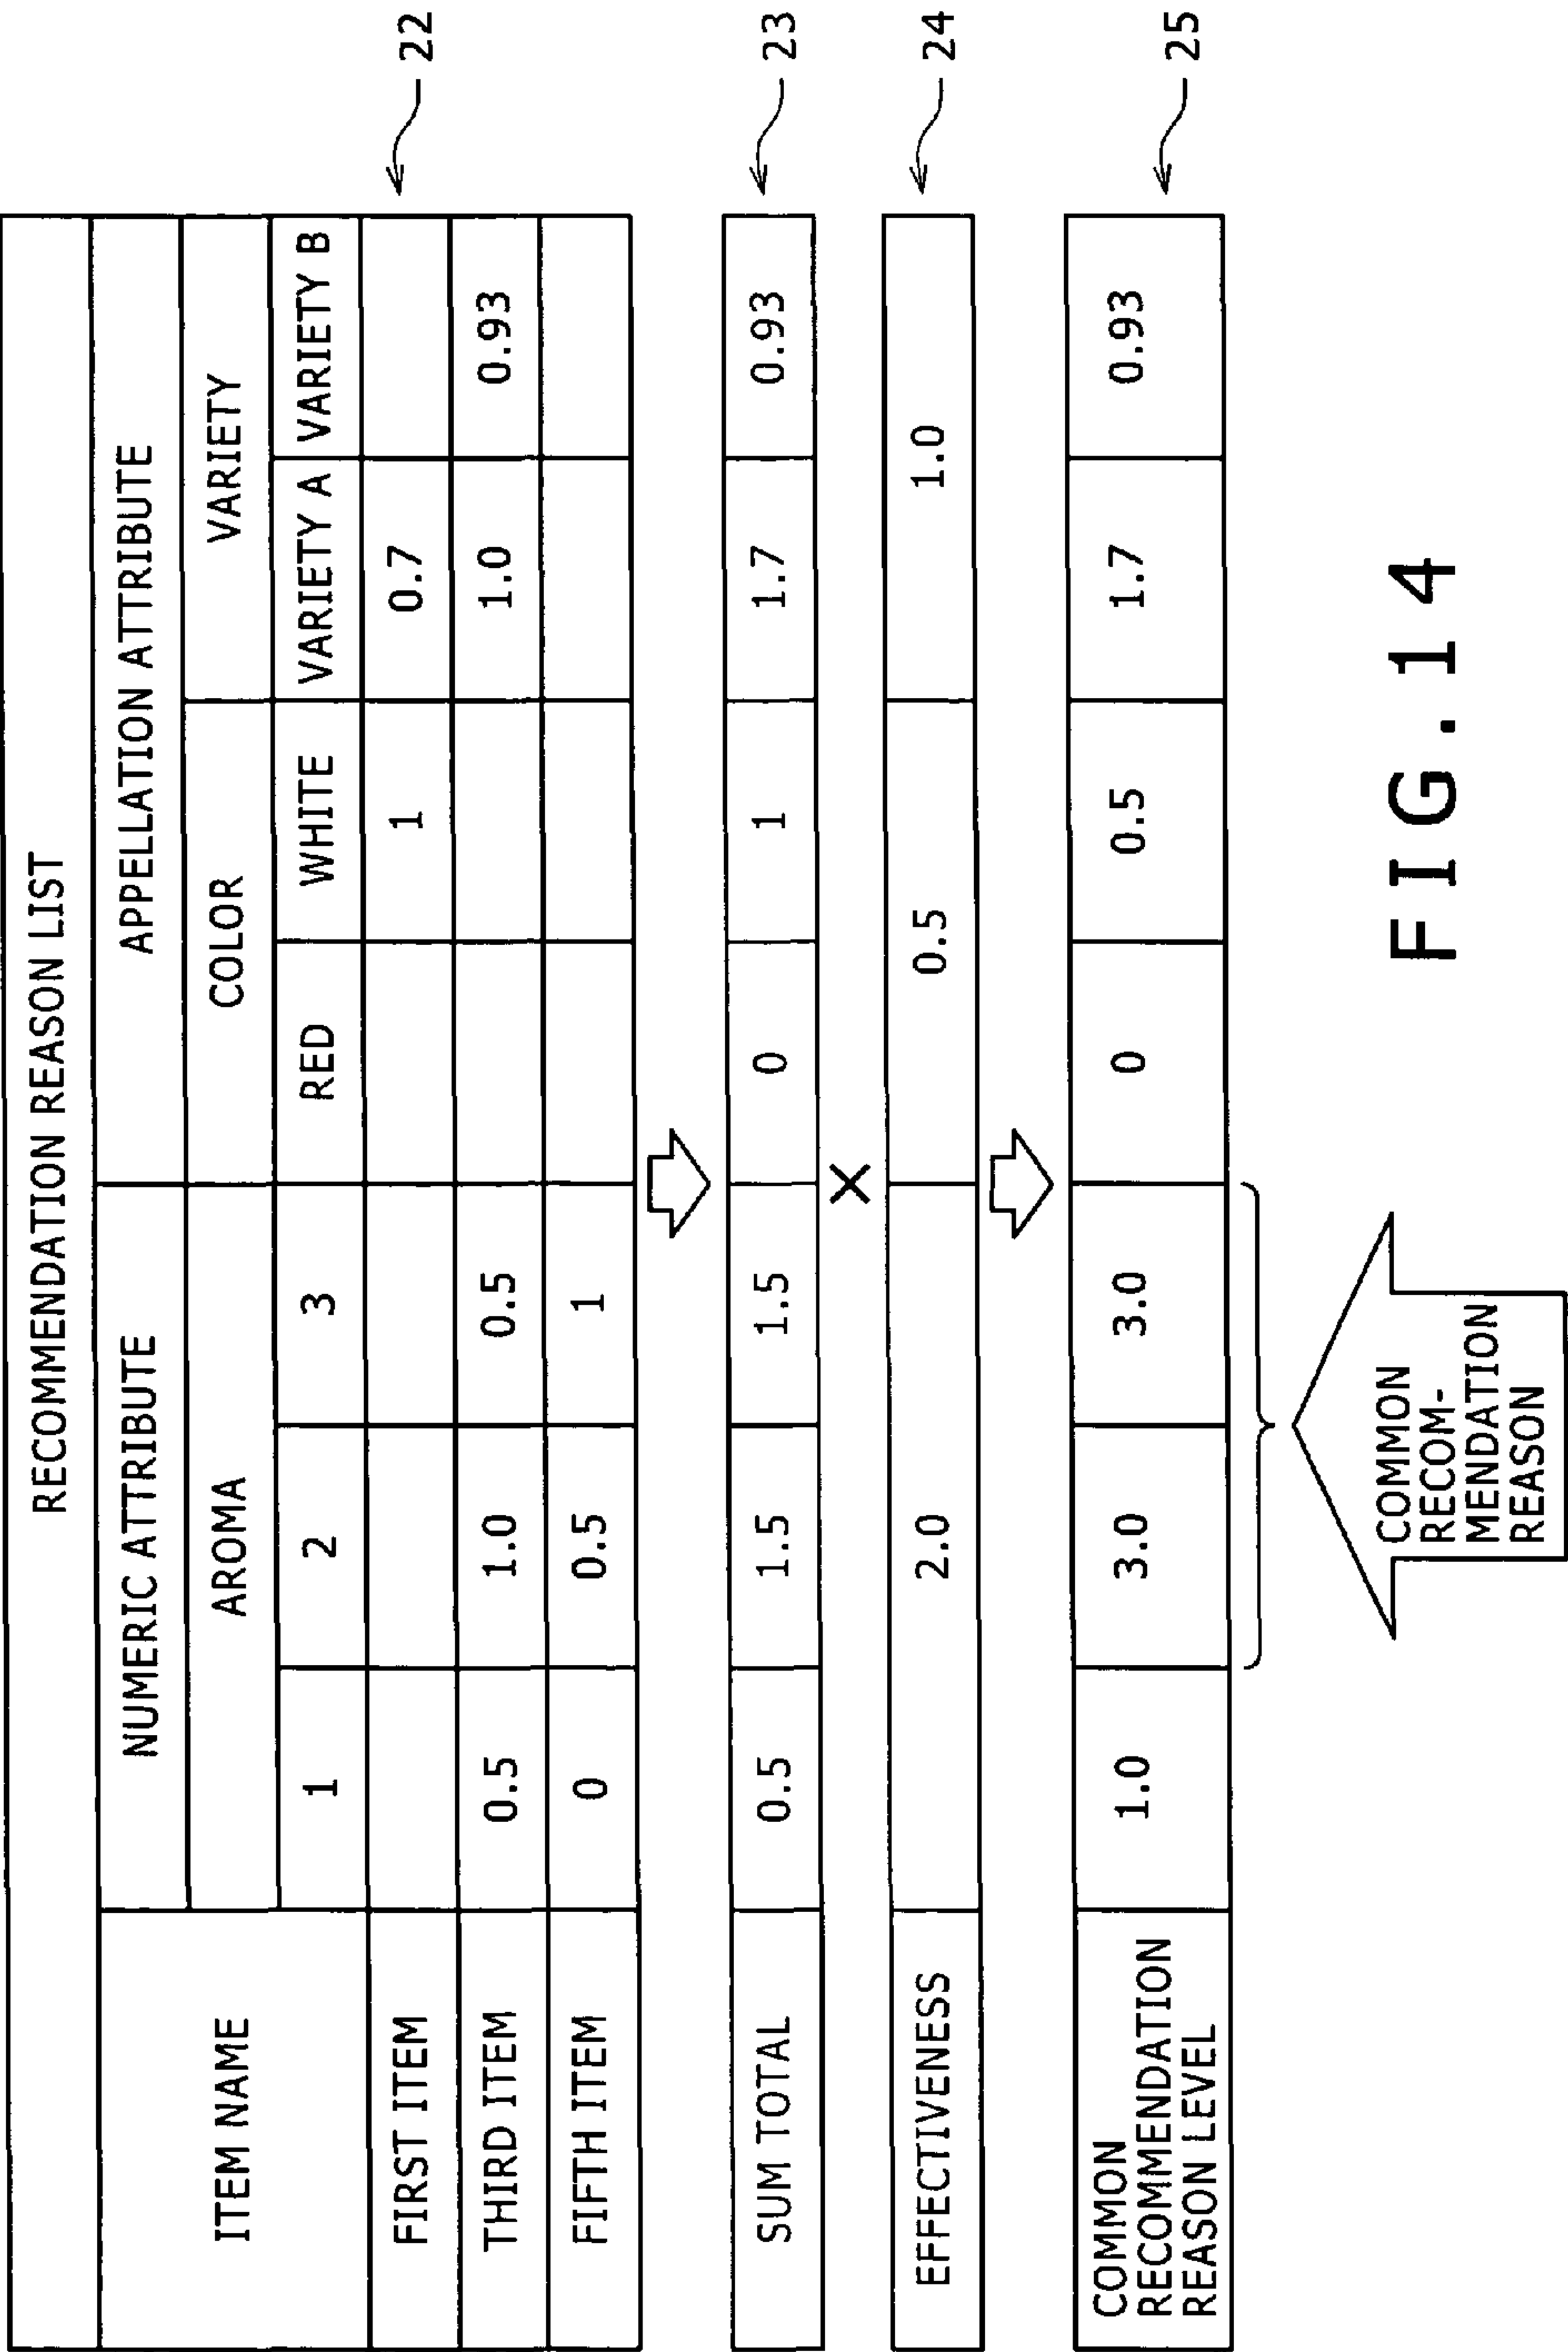 RECOMMENDATION REASON LIST
ITEM NAME
NUMERIC ATTRIBUTE
APPELLATION ATTRIBUTE
AROMA
COLOR
VARIETY
1 2 3 RED WHITE VARIETY A VARIETY B
FIRST ITEM 1 0.7
22
THIRD ITEM 0.5 1.0 0.5 1.0 0.93
FIFTH ITEM 0 0.5 1
SUM TOTAL 0.5 1.5 1.5 0 1 1.7 0.93
23
×
EFFECTIVENESS 2.0 0.5 1.0
24
COMMON
RECOMMENDATION
REASON LEVEL
1.0 3.0 3.0 0 0.5 1.7 0.93
25
COMMON
RECOM-
MENDATION
REASON
FIG.14